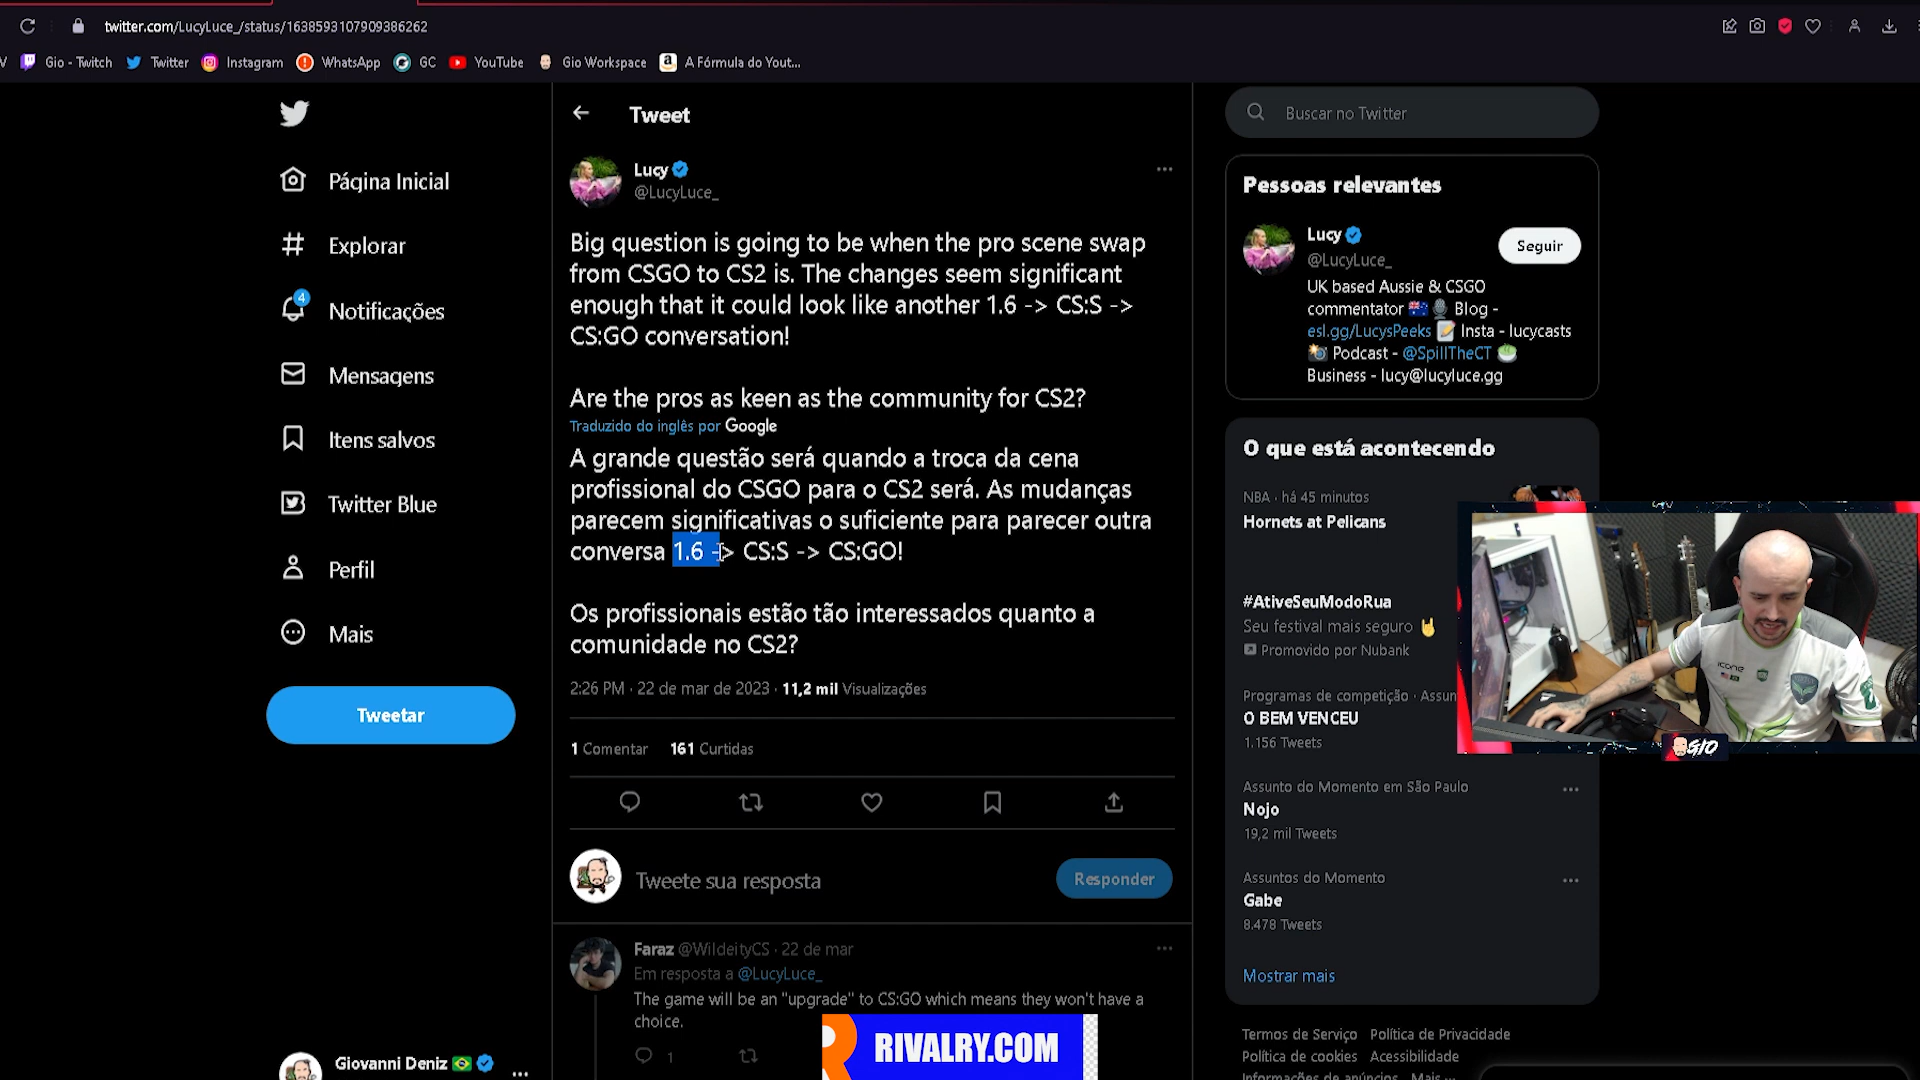 twitter.com/LucyLuce_/status/1638593107909386262
V Gio - Twitch Twitter Instagram WhatsApp GC YouTube Gio Workspace A Fórmula do Yout...
Página Inicial
Explorar
4
Notificações
Mensagens
Itens salvos
Twitter Blue
Perfil
Mais
Tweetar
Giovanni Deniz
Tweet
Lucy
@LucyLuce_
Big question is going to be when the pro scene swap
from CSGO to CS2 is. The changes seem significant
enough that it could look like another 1.6 -> CS:S ->
CS:GO conversation!
Are the pros as keen as the community for CS2?
Traduzido do inglês por Google
A grande questão será quando a troca da cena
profissional do CSGO para o CS2 será. As mudanças
parecem significativas o suficiente para parecer outra
conversa 1.6 -> CS:S -> CS:GO!
Os profissionais estão tão interessados quanto a
comunidade no CS2?
2:26 PM · 22 de mar de 2023 · 11,2 mil Visualizações
1 Comentar 161 Curtidas
Tweete sua resposta
Responder
Faraz @WildeityCS · 22 de mar
Em resposta a @LucyLuce_
The game will be an "upgrade" to CS:GO which means they won't have a
choice.
1
RIVALRY.COM
Buscar no Twitter
Pessoas relevantes
Lucy
@LucyLuce_
Seguir
UK based Aussie & CSGO
commentator Blog -
esl.gg/LucysPeeks Insta - lucycasts
Podcast - @SpillTheCT
Business - lucy@lucyluce.gg
O que está acontecendo
NBA · há 45 minutos
Hornets at Pelicans
#AtiveSeuModoRua
Seu festival mais seguro
Promovido por Nubank
Programas de competição · Assun
O BEM VENCEU
1.156 Tweets
Assunto do Momento em São Paulo
Nojo
19,2 mil Tweets
Assuntos do Momento
Gabe
8.478 Tweets
Mostrar mais
Termos de Serviço Política de Privacidade
Política de cookies Acessibilidade
Informações de anúncios Mais ...
icone
GIO